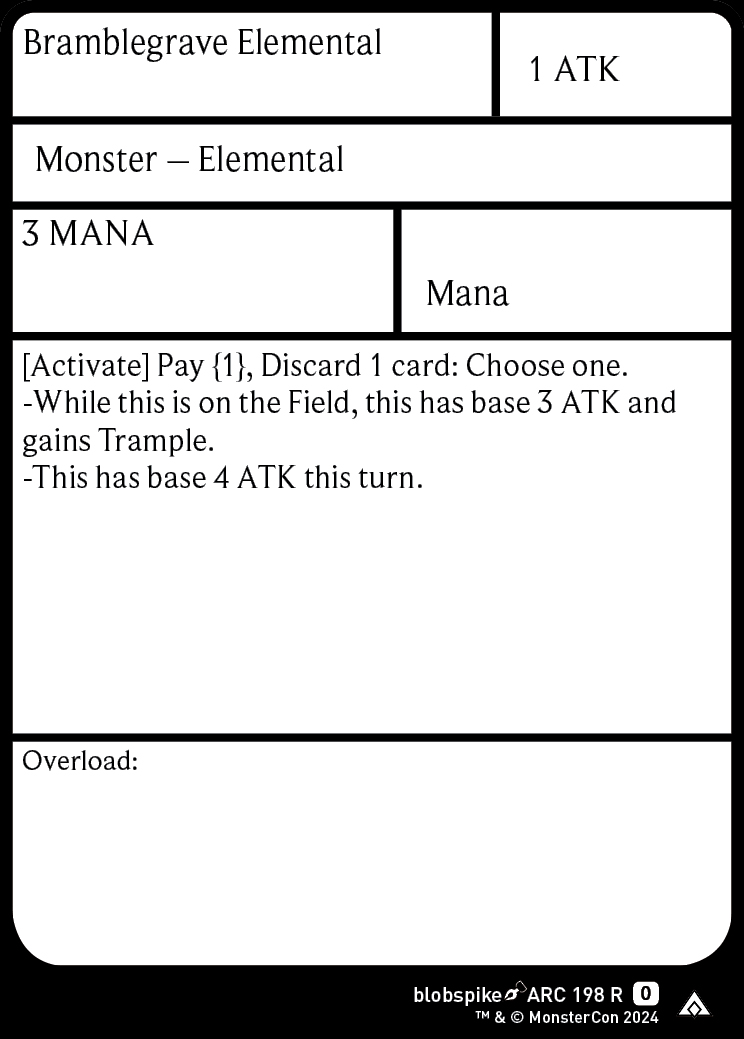 Bramblegrave Elemental
1 ATK
Monster – Elemental
3 MANA
Mana
[Activate] Pay {1}, Discard 1 card: Choose one.
-While this is on the Field, this has base 3 ATK and
gains Trample.
-This has base 4 ATK this turn.
Overload:
blobspike ARC 198 R 0
™ & © MonsterCon 2024